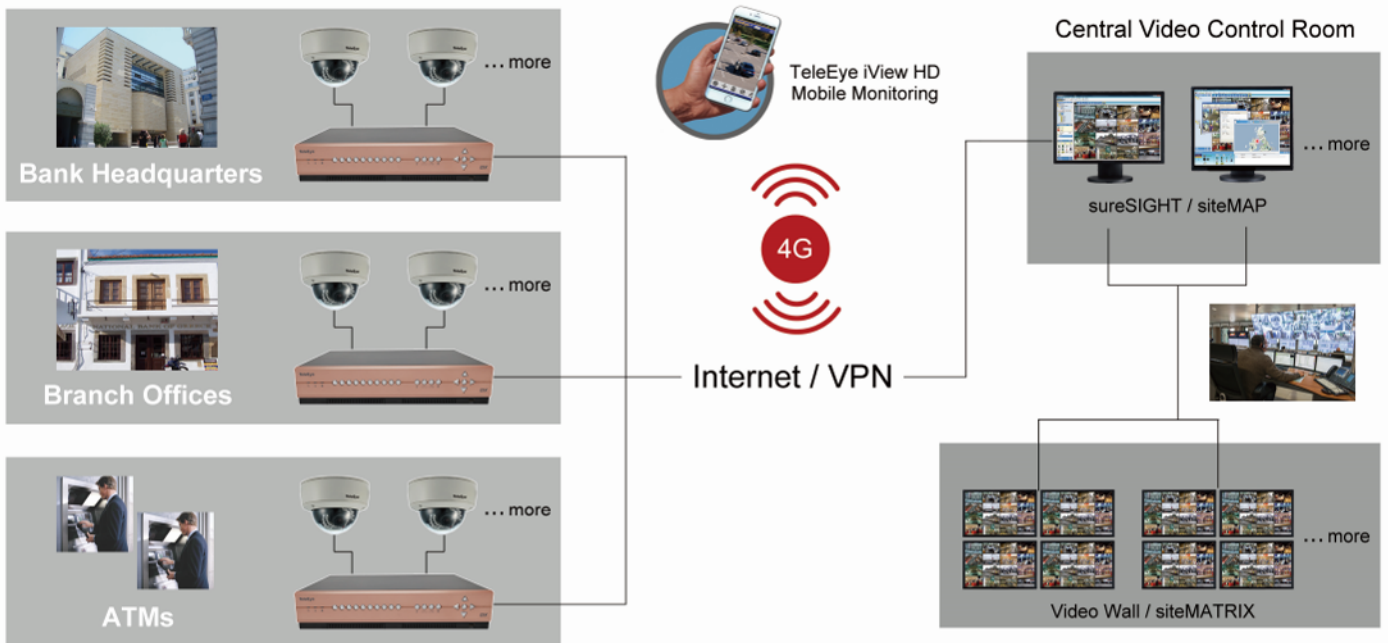 ... more
Bank Headquarters
... more
Branch Offices
... more
ATMs
TeleEye iView HD
Mobile Monitoring
4G
Internet / VPN
Central Video Control Room
... more
sureSIGHT / siteMAP
... more
Video Wall / siteMATRIX